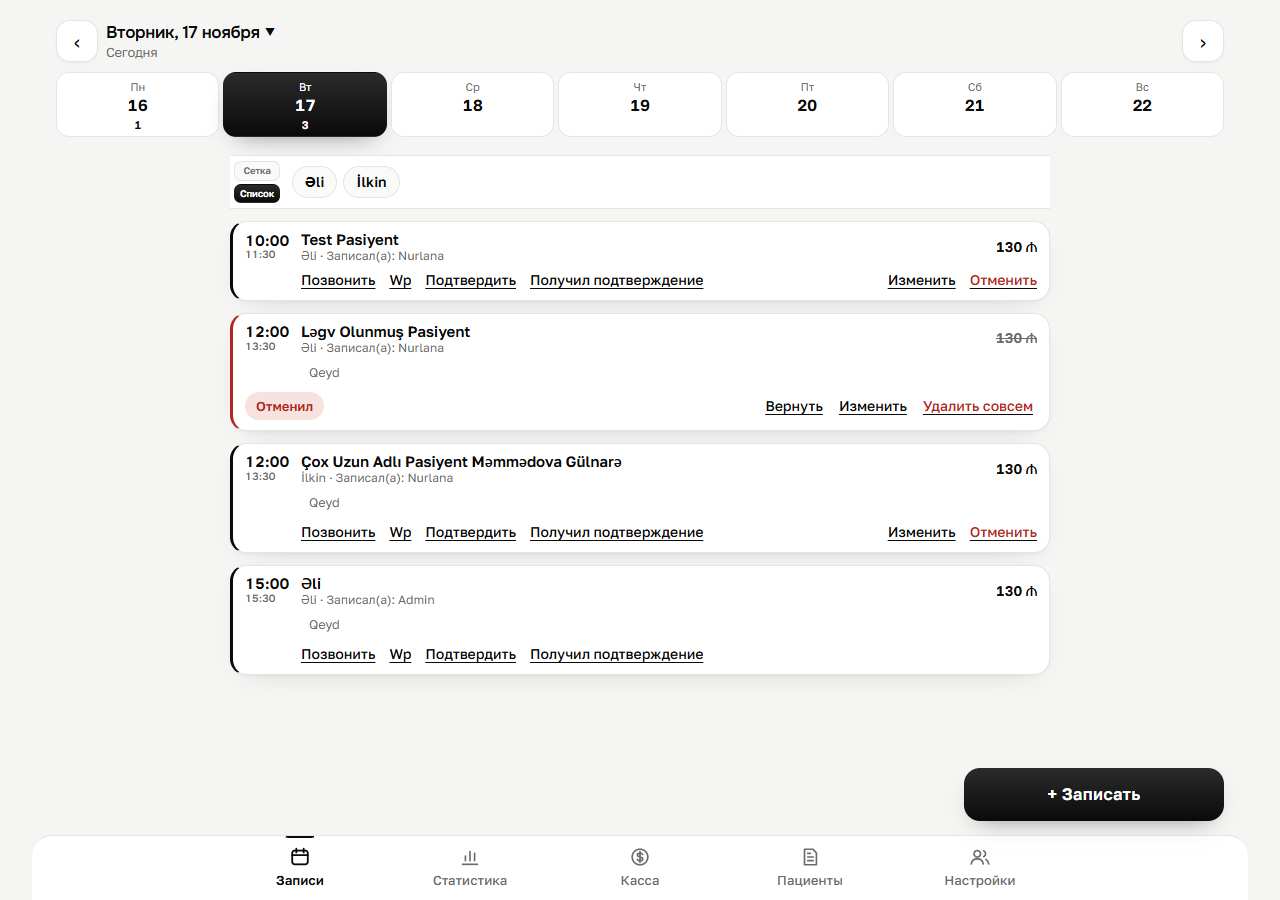 ‹
Вторник, 17 ноября ▼
Сегодня
›
Пн
16
1
Вт
17
3
Ср
18
Чт
19
Пт
20
Сб
21
Вс
22
Сетка
Список
Əli
İlkin
10:00
11:30
Test Pasiyent
Əli · Записал(а): Nurlana
130 ₼
Позвонить Wp Подтвердить Получил подтверждение Изменить Отменить
12:00
13:30
Ləgv Olunmuş Pasiyent
Əli · Записал(а): Nurlana
130 ₼
Qeyd
Отменил Вернуть Изменить Удалить совсем
12:00
13:30
Çox Uzun Adlı Pasiyent Məmmədova Gülnarə
İlkin · Записал(а): Nurlana
130 ₼
Qeyd
Позвонить Wp Подтвердить Получил подтверждение Изменить Отменить
15:00
15:30
Əli
Əli · Записал(а): Admin
130 ₼
Qeyd
Позвонить Wp Подтвердить Получил подтверждение
+ Записать
Записи Статистика Касса Пациенты Настройки